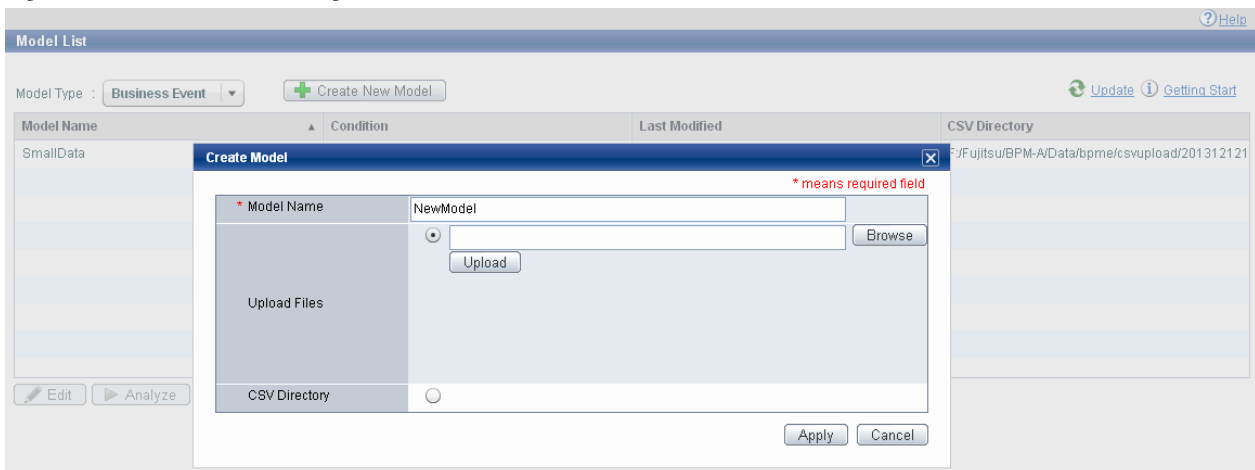 Help
Model List
Model Type : Business Event Create New Model Update Getting Start
Model Name Condition Last Modified CSV Directory
SmallData F:/Fujitsu/BPM-A/Data/bpme/csvupload/201312121
Create Model
* means required field
* Model Name NewModel
Browse
Upload
Upload Files
Edit Analyze CSV Directory
Apply Cancel